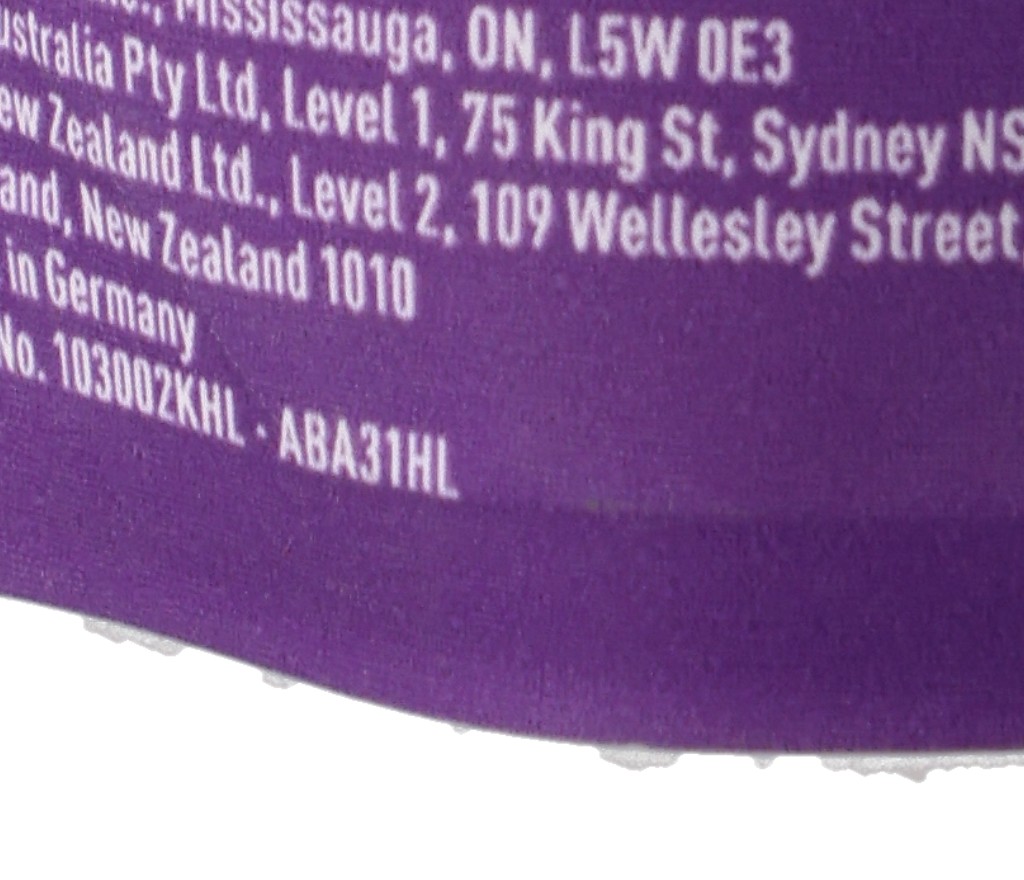 Mississauga, ON, L5W 0E3
ustralia Pty Ltd, Level 1, 75 King St, Sydney NS
ew Zealand Ltd., Level 2, 109 Wellesley Street,
and, New Zealand 1010
in Germany
No. 103002KHL · ABA31HL